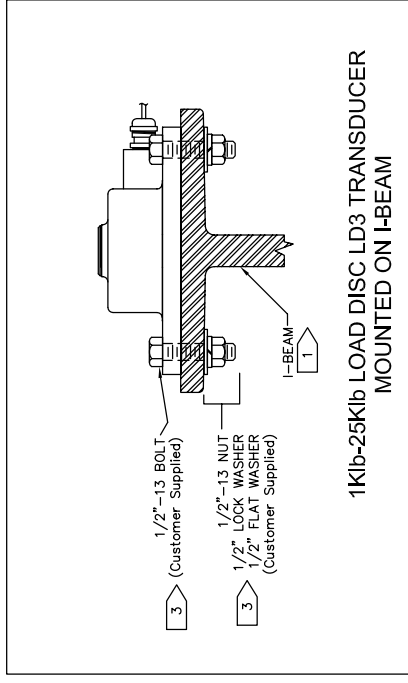 3
1/2"-13 BOLT
(Customer Supplied)
3
1/2"-13 NUT
1/2" LOCK WASHER
1/2" FLAT WASHER
(Customer Supplied)
I-BEAM
1
1Klb-25Klb LOAD DISC LD3 TRANSDUCER
MOUNTED ON I-BEAM